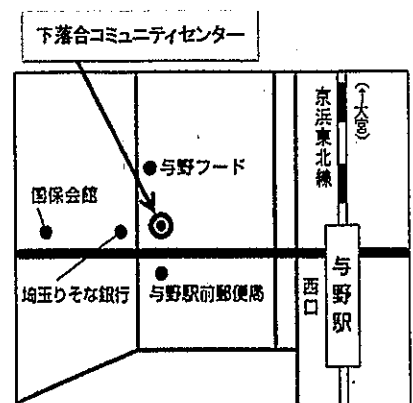 下落合コミュニティセンター
(↑大宮)
京浜東北線
与野フード
国保会館
埼玉りそな銀行
与野駅前郵便局
西口
与野駅